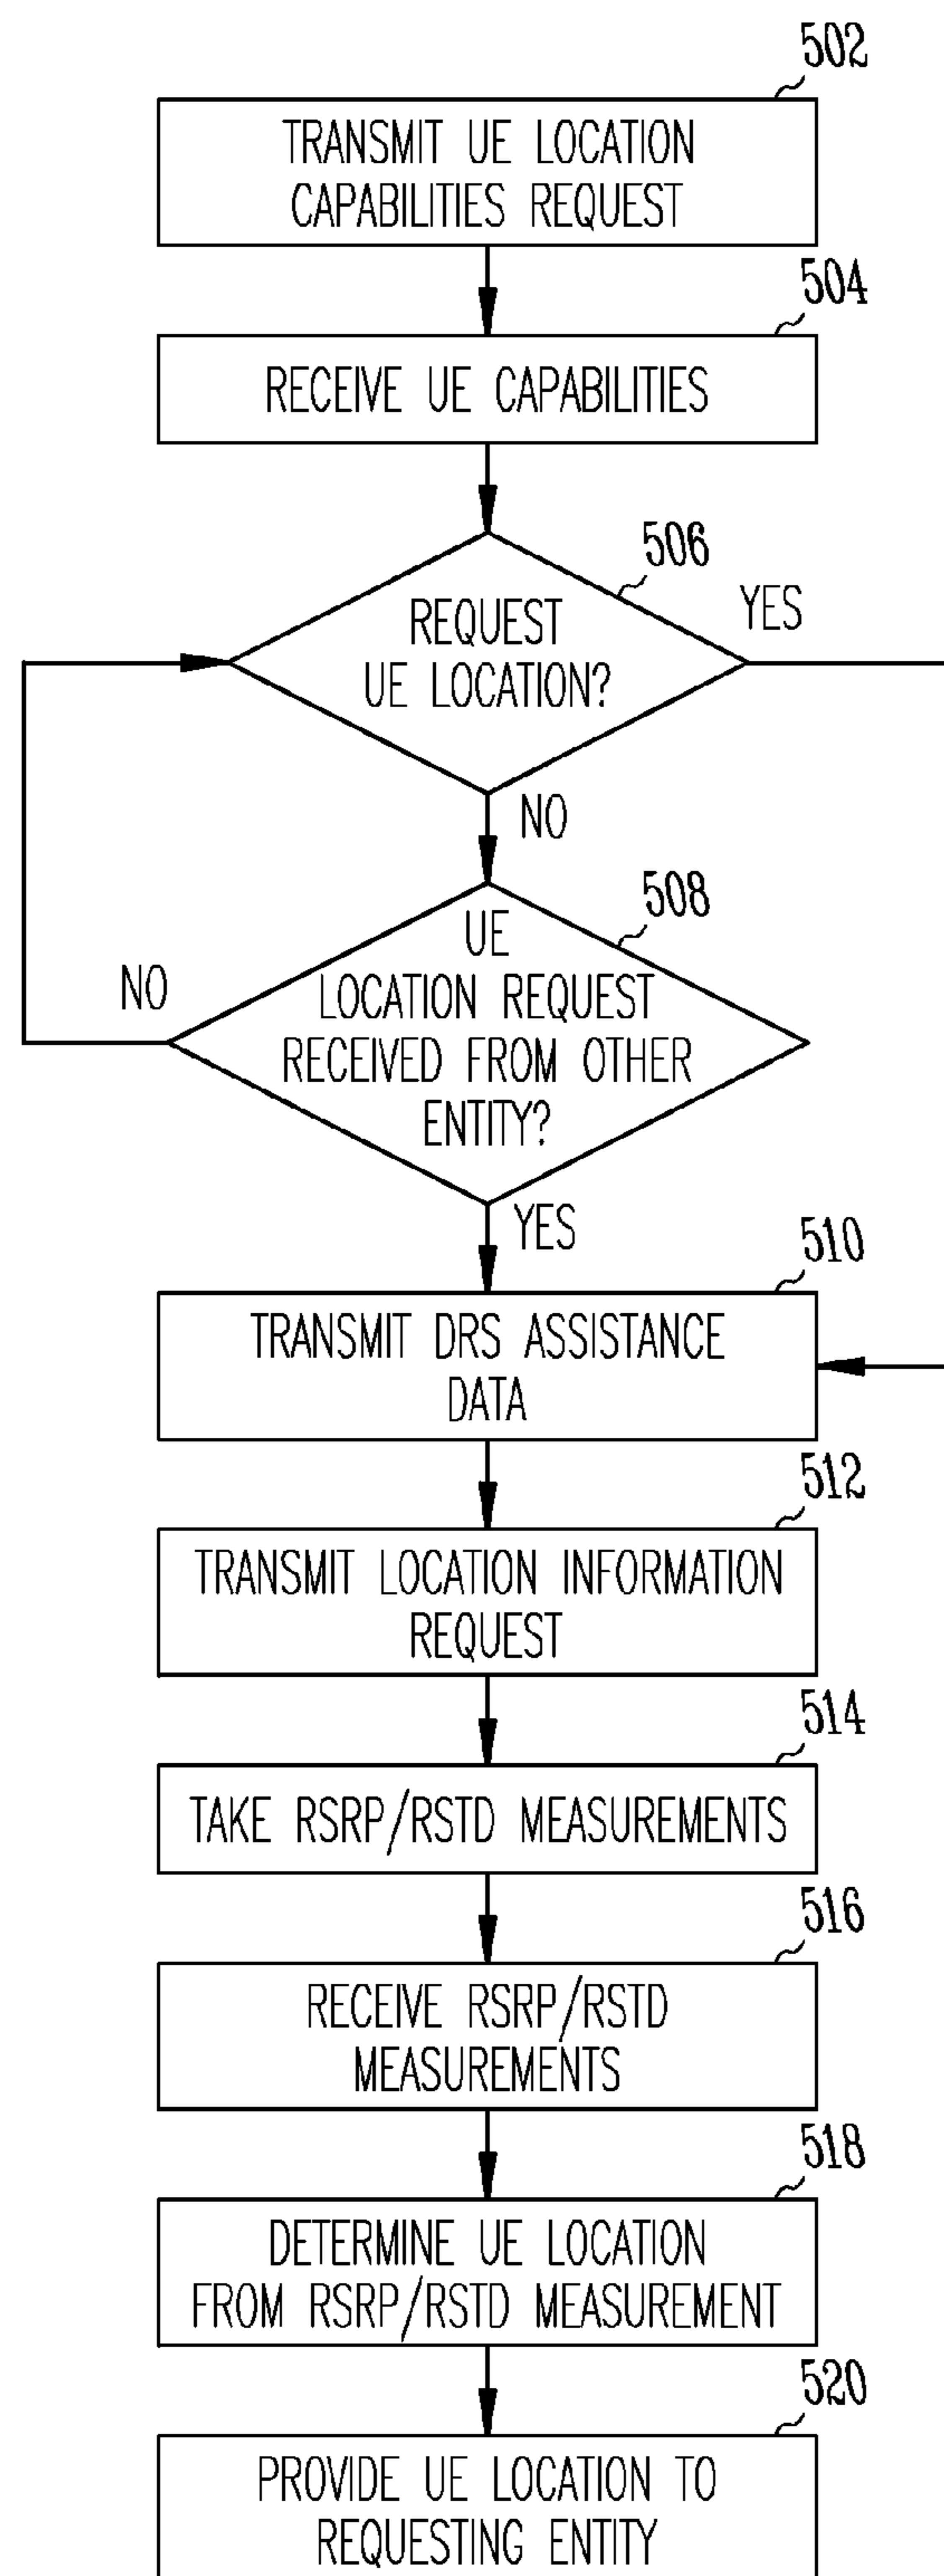 502
TRANSMIT UE LOCATION
CAPABILITIES REQUEST
504
RECEIVE UE CAPABILITIES
506
REQUEST
UE LOCATION?
YES
NO
508
UE
LOCATION REQUEST
RECEIVED FROM OTHER
ENTITY?
NO
YES
510
TRANSMIT DRS ASSISTANCE
DATA
512
TRANSMIT LOCATION INFORMATION
REQUEST
514
TAKE RSRP/RSTD MEASUREMENTS
516
RECEIVE RSRP/RSTD
MEASUREMENTS
518
DETERMINE UE LOCATION
FROM RSRP/RSTD MEASUREMENT
520
PROVIDE UE LOCATION TO
REQUESTING ENTITY